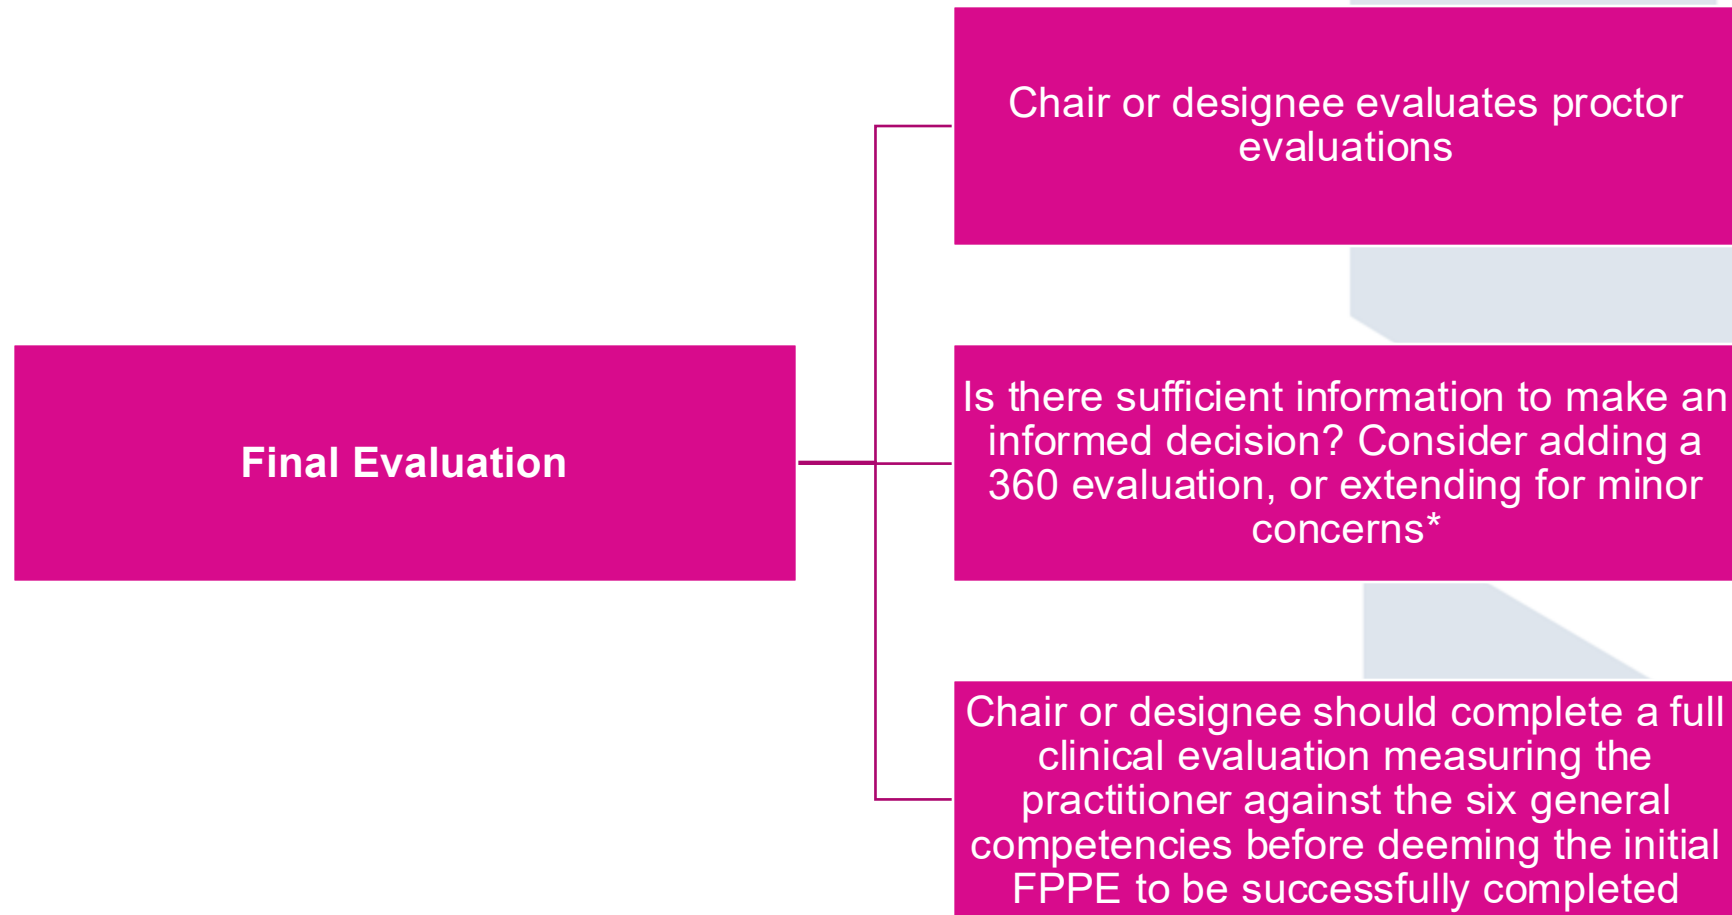 Chair or designee evaluates proctor
evaluations
Final Evaluation
Is there sufficient information to make an
informed decision? Consider adding a
360 evaluation, or extending for minor
concerns*
Chair or designee should complete a full
clinical evaluation measuring the
practitioner against the six general
competencies before deeming the initial
FPPE to be successfully completed